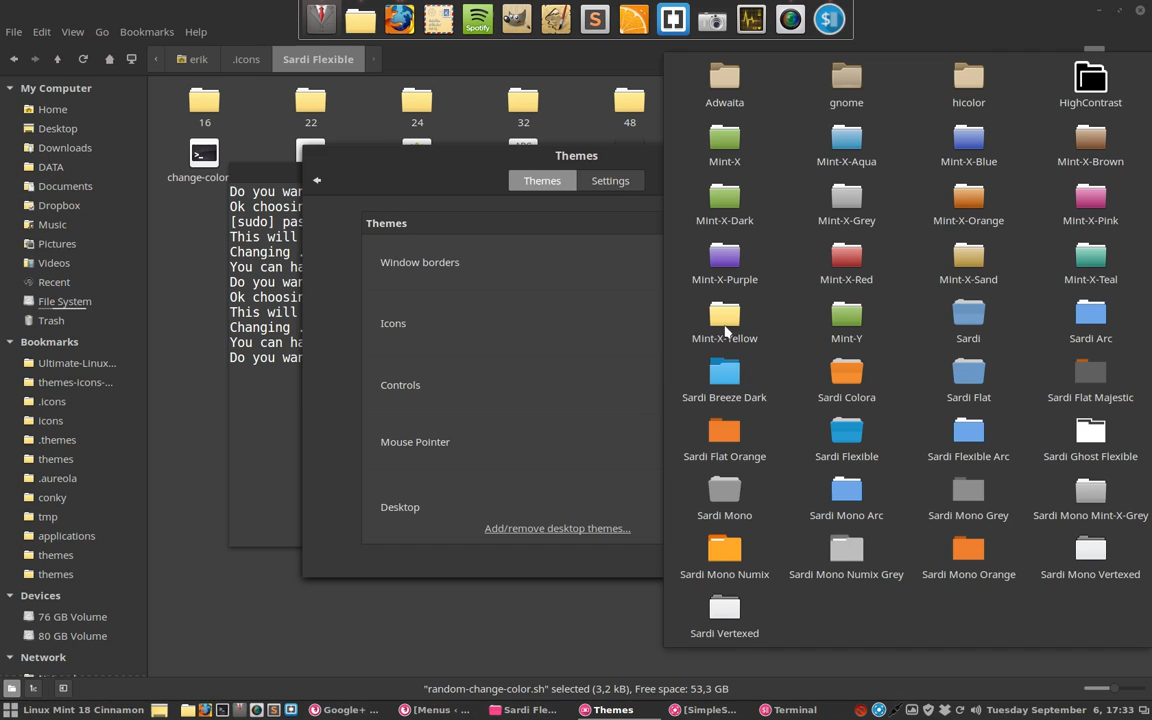 Spotify
File Edit View Go Bookmarks Help
erik .Icons Sardi Flexible
My Computer
Home
Desktop
Downloads
DATA
Documents
Dropbox
Music
Pictures
Videos
Recent
File System
Trash
Bookmarks
Ultimate-Linux...
themes-icons-...
.icons
icons
.themes
themes
.aureola
conky
tmp
applications
themes
themes
Devices
76 GB Volume
80 GB Volume
Network
16 22 24 32 48
change-color
Do you wan
Ok choosin
[sudo] pas
This will
Changing .
You can ha
Do you wan
Ok choosin
This will
Changing .
You can ha
Do you wan
Themes
Themes Settings
Themes
Window borders
Icons
Controls
Mouse Pointer
Desktop
Add/remove desktop themes...
Adwaita gnome hicolor HighContrast
Mint-X Mint-X-Aqua Mint-X-Blue Mint-X-Brown
Mint-X-Dark Mint-X-Grey Mint-X-Orange Mint-X-Pink
Mint-X-Purple Mint-X-Red Mint-X-Sand Mint-X-Teal
Mint-X-Yellow Mint-Y Sardi Sardi Arc
Sardi Breeze Dark Sardi Colora Sardi Flat Sardi Flat Majestic
Sardi Flat Orange Sardi Flexible Sardi Flexible Arc Sardi Ghost Flexible
Sardi Mono Sardi Mono Arc Sardi Mono Grey Sardi Mono Mint-X-Grey
Sardi Mono Numix Sardi Mono Numix Grey Sardi Mono Orange Sardi Mono Vertexed
Sardi Vertexed
"random-change-color.sh" selected (3,2 kB), Free space: 53,3 GB
Linux Mint 18 Cinnamon Google+ ... [Menus ‹ ... Sardi Fle... Themes [SimpleS... Terminal Tuesday September 6, 17:33